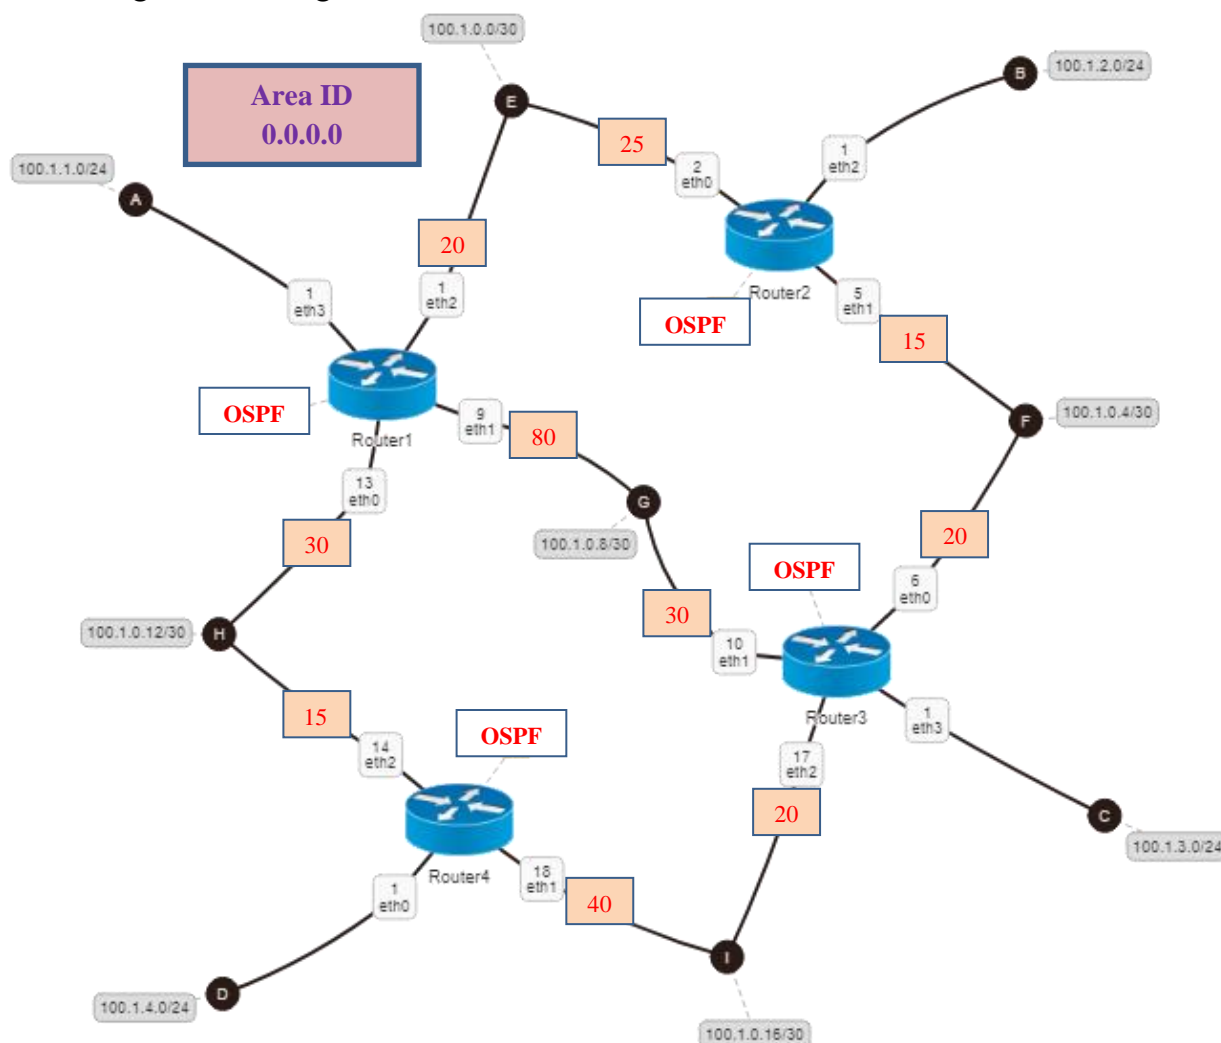 100.1.0.0/30
E
Area ID
0.0.0.0
B
100.1.2.0/24
25
1
eth2
2
eth0
100.1.1.0/24
A
20
Router2
1
eth3
1
eth2
5
eth1
OSPF
15
OSPF
Router1
9
eth1
80
F
100.1.0.4/30
13
eth0
G
100.1.0.8/30
30
20
OSPF
6
eth0
30
10
eth1
100.1.0.12/30
H
15
OSPF
Router3
1
eth3
14
eth2
17
eth2
20
C
100.1.3.0/24
Router4
1
eth0
18
eth1
40
I
D
100.1.4.0/24
100.1.0.16/30